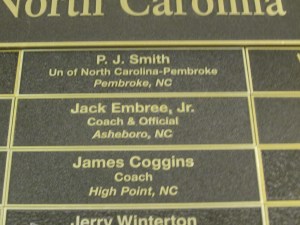 North Carolina
P. J. Smith
Un of North Carolina-Pembroke
Pembroke, NC
Jack Embree, Jr.
Coach & Official
Asheboro, NC
James Coggins
Coach
High Point, NC
Jerry Winterton